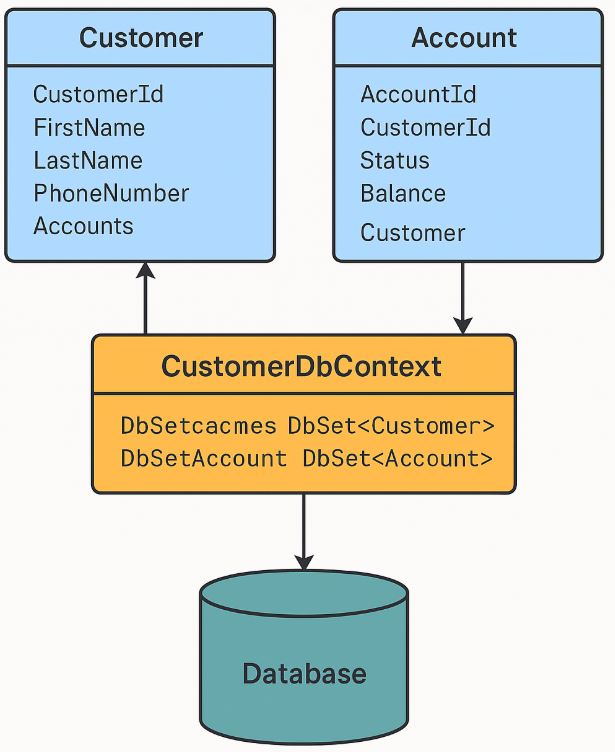 Customer
CustomerId
FirstName
LastName
PhoneNumber
Accounts
Account
AccountId
CustomerId
Status
Balance
Customer
CustomerDbContext
DbSetcacmes DbSet<Customer>
DbSetAccount DbSet<Account>
Database